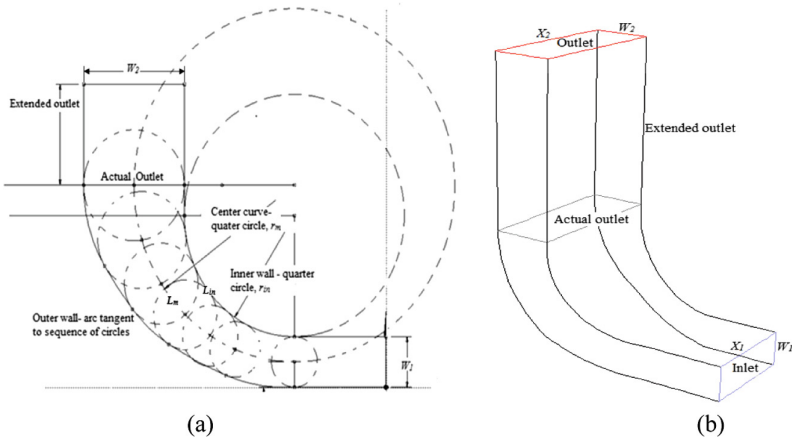 W2
Extended outlet
Actual Outlet
Center curve-
quater circle, rm
Inner wall - quarter
circle, rin
Lm
Lin
Outer wall- arc tangent
to sequence of circles
W1
(a)
X2
W2
Outlet
Extended outlet
Actual outlet
X1
W1
Inlet
(b)